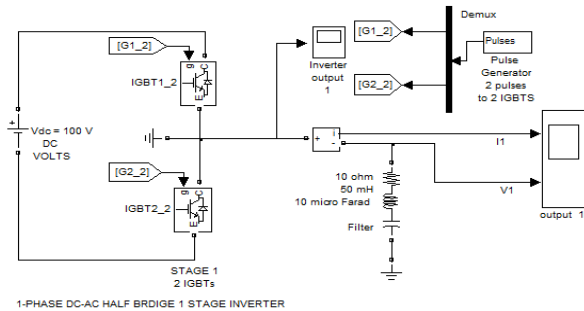 Demux
[G1_2]
[G1_2]
Pulses
Inverter
output
1
Pulse
Generator
2 pulses
to 2 IGBTS
g
C
IGBT1_2
E
[G2_2]
+
Vdc = 100 V
DC
VOLTS
+
i
-
I1
[G2_2]
g
C
IGBT2_2
E
10 ohm
50 mH
10 micro Farad
Filter
V1
output 1
STAGE 1
2 IGBTs
1-PHASE DC-AC HALF BRDIGE 1 STAGE INVERTER